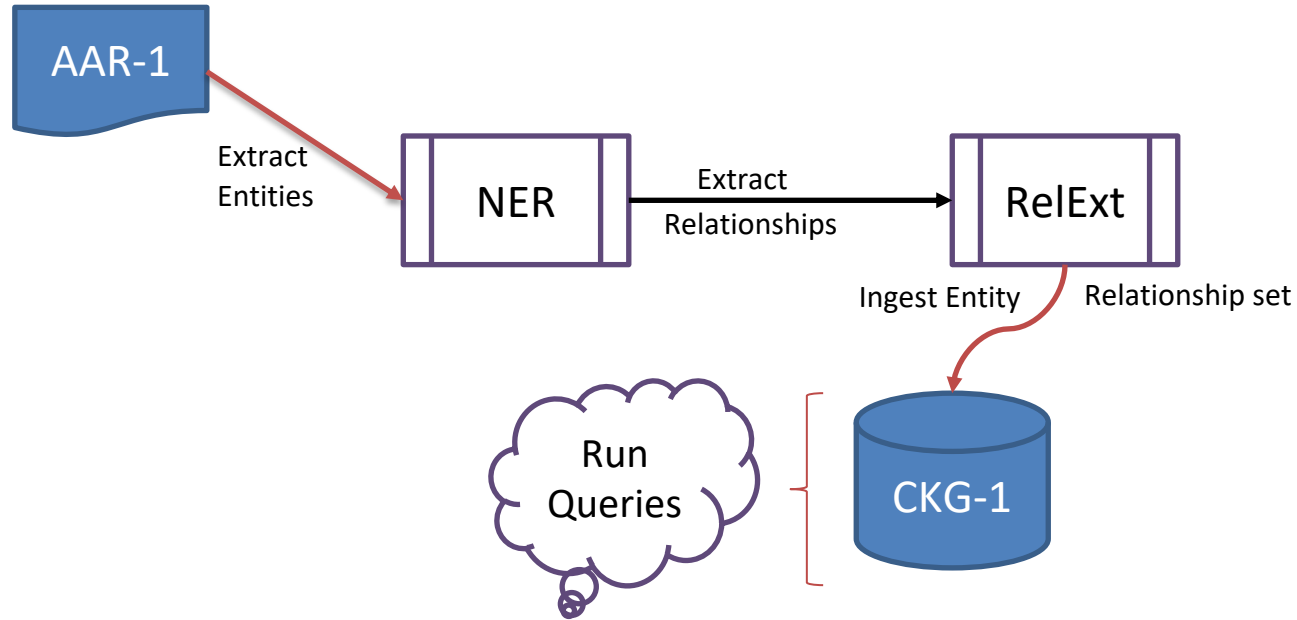 AAR-1
Extract
Entities
NER
Extract
Relationships
RelExt
Ingest Entity
Relationship set
Run
Queries
CKG-1